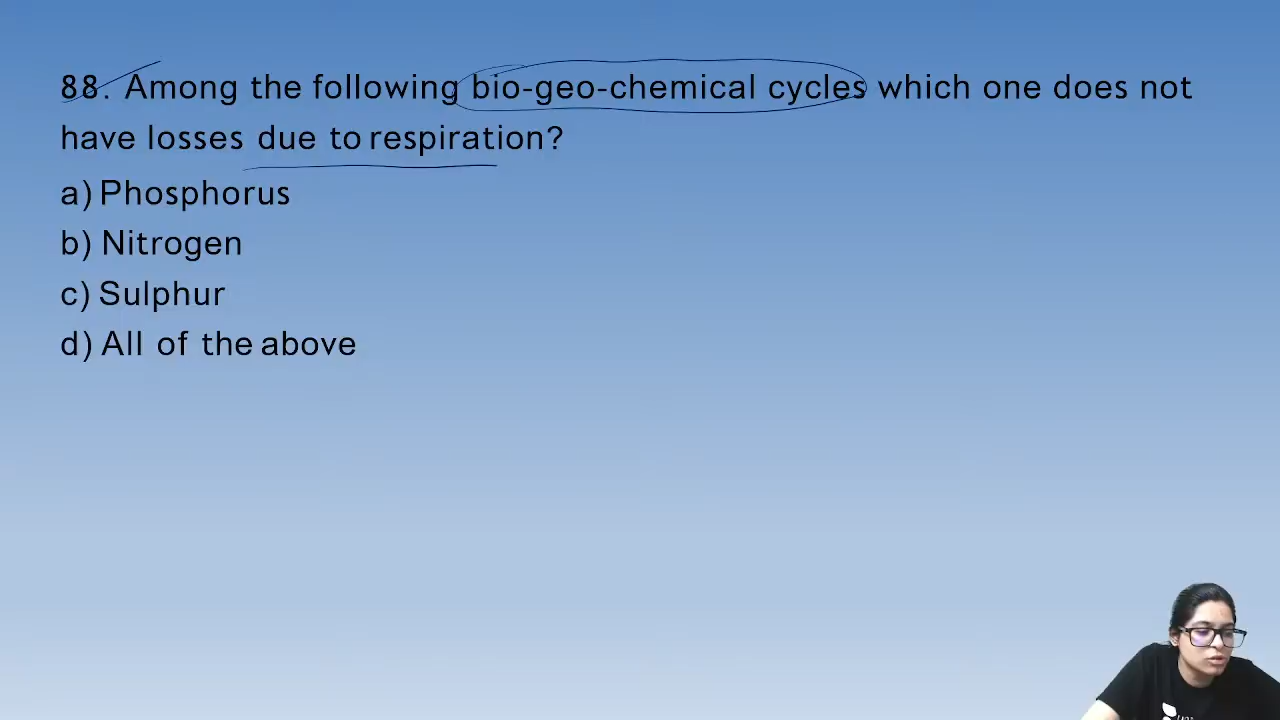 88. Among the following bio-geo-chemical cycles which one does not
have losses due to respiration?
a) Phosphorus
b) Nitrogen
c) Sulphur
d) All of the above